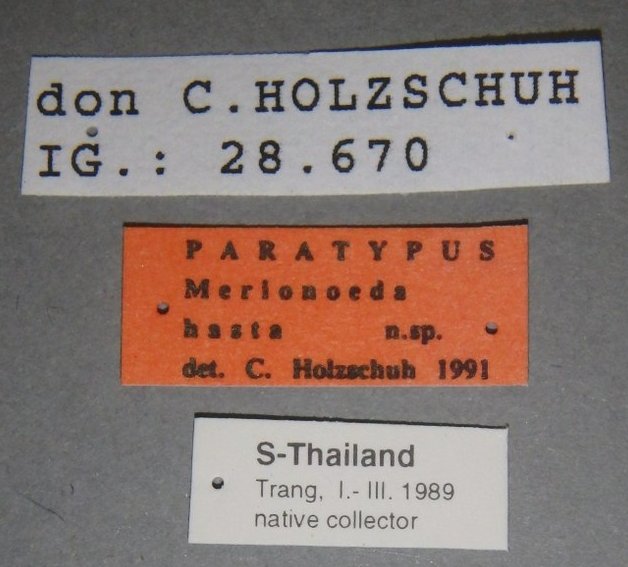 don C.HOLZSCHUH
IG.: 28.670
PARATYPUS
Merionoeda
hasta n.sp.
det. C. Holzschuh 1991
S-Thailand
Trang, I.- III. 1989
native collector